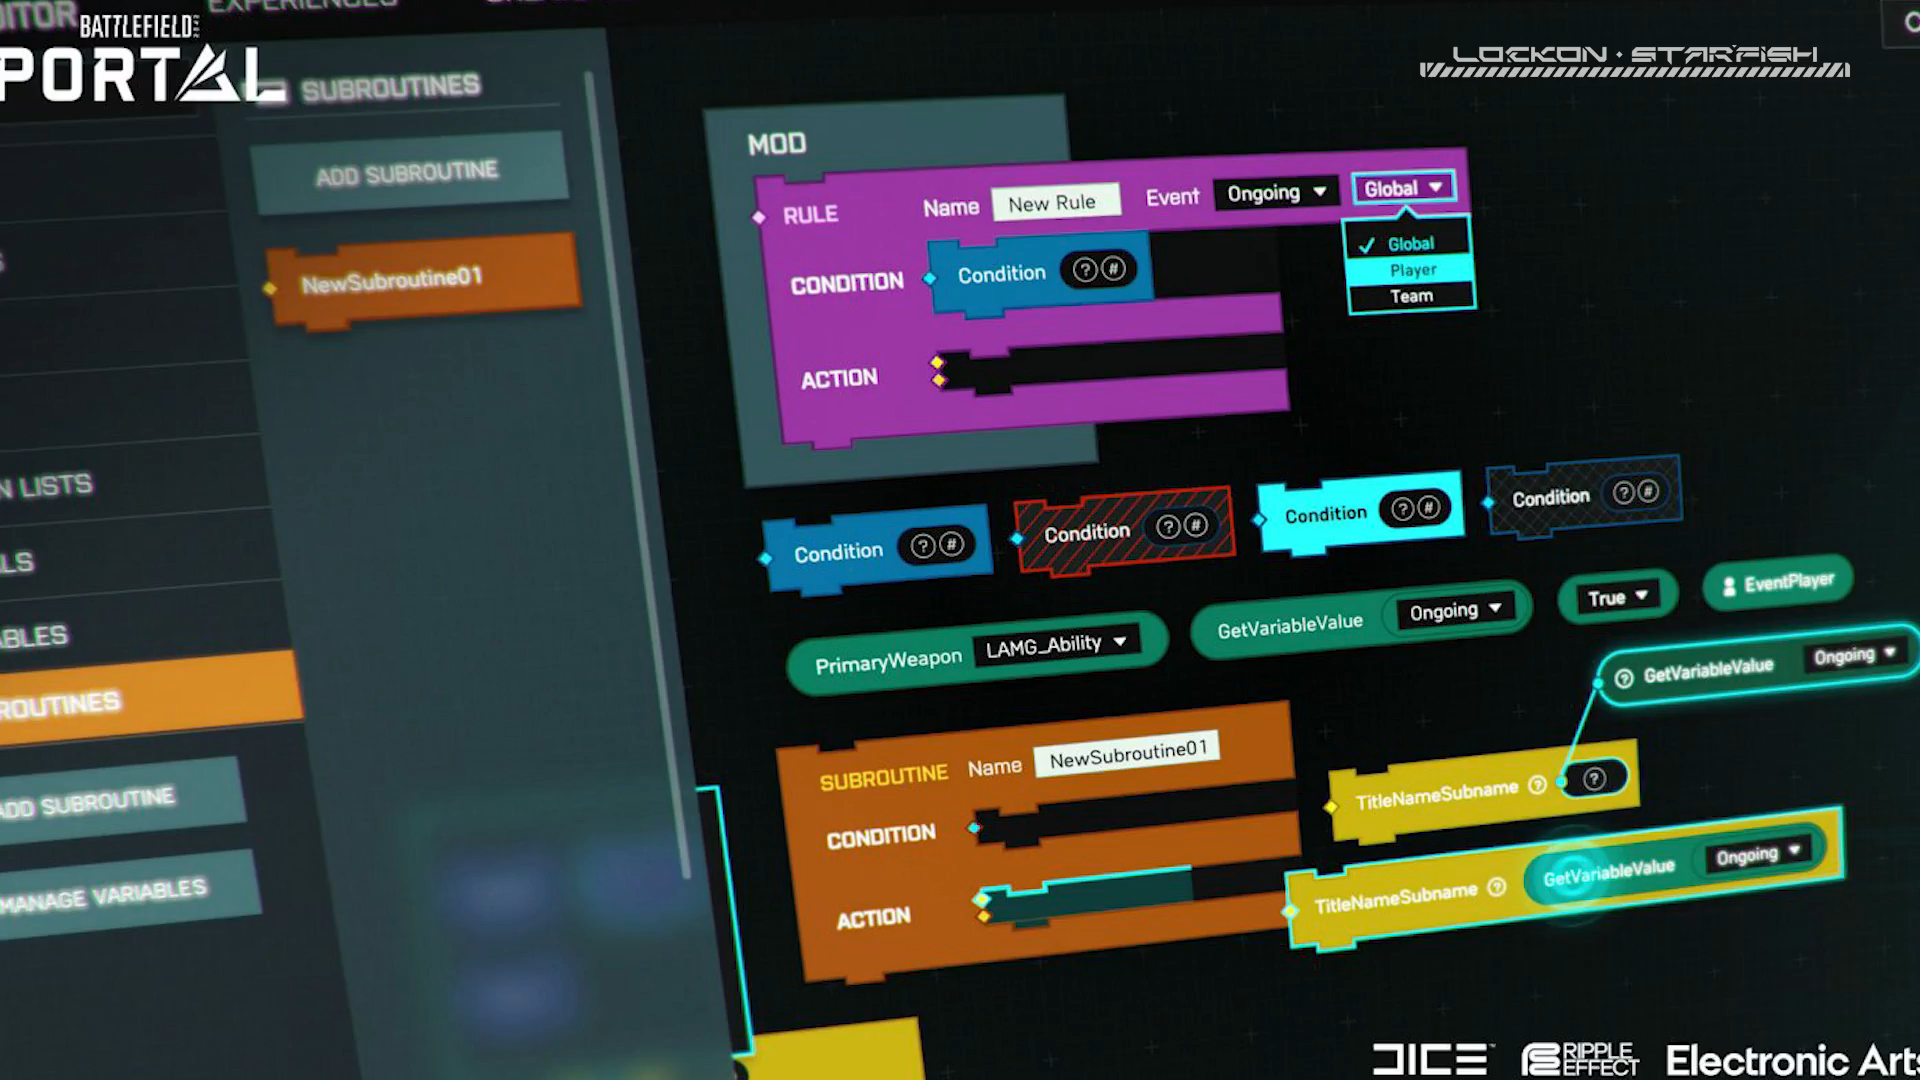 EXPERIENCES
BATTLEFIELD
PORTAL
LOCKON · STARFISH
SUBROUTINES
ADD SUBROUTINE
NewSubroutine01
MOD
RULE
Name
New Rule
Event
Ongoing
Global
Global
Player
Team
CONDITION
Condition
? #
ACTION
Condition ? #
Condition ? #
Condition ? #
Condition ? #
N LISTS
LS
ABLES
ROUTINES
ADD SUBROUTINE
MANAGE VARIABLES
PrimaryWeapon LAMG_Ability
GetVariableValue Ongoing
True
EventPlayer
? GetVariableValue Ongoing
SUBROUTINE Name NewSubroutine01
CONDITION
ACTION
TitleNameSubname ? ?
TitleNameSubname ? GetVariableValue Ongoing
DICE
RIPPLE
EFFECT
Electronic Arts